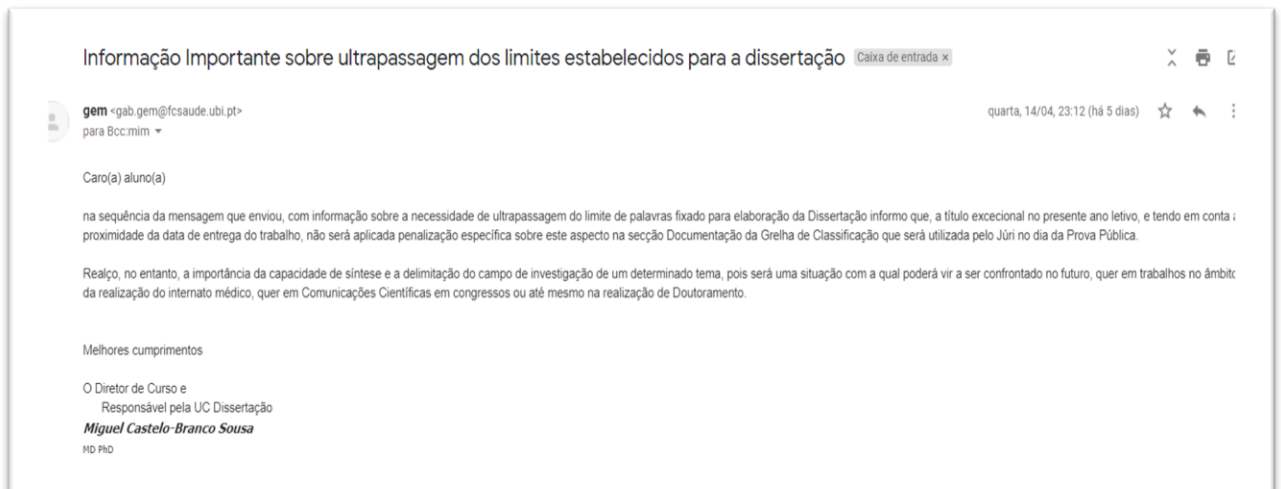 Informação Importante sobre ultrapassagem dos limites estabelecidos para a dissertação Caixa de entrada ×
gem <gab.gem@fcsaude.ubi.pt> quarta, 14/04, 23:12 (há 5 dias)
para Bcc:mim
Caro(a) aluno(a)
na sequência da mensagem que enviou, com informação sobre a necessidade de ultrapassagem do limite de palavras fixado para elaboração da Dissertação informo que, a título excecional no presente ano letivo, e tendo em conta
proximidade da data de entrega do trabalho, não será aplicada penalização específica sobre este aspecto na secção Documentação da Grelha de Classificação que será utilizada pelo Júri no dia da Prova Pública.
Realço, no entanto, a importância da capacidade de síntese e a delimitação do campo de investigação de um determinado tema, pois será uma situação com a qual poderá vir a ser confrontado no futuro, quer em trabalhos no âmbito
da realização do internato médico, quer em Comunicações Científicas em congressos ou até mesmo na realização de Doutoramento.
Melhores cumprimentos
O Diretor de Curso e
Responsável pela UC Dissertação
Miguel Castelo-Branco Sousa
MD PhD